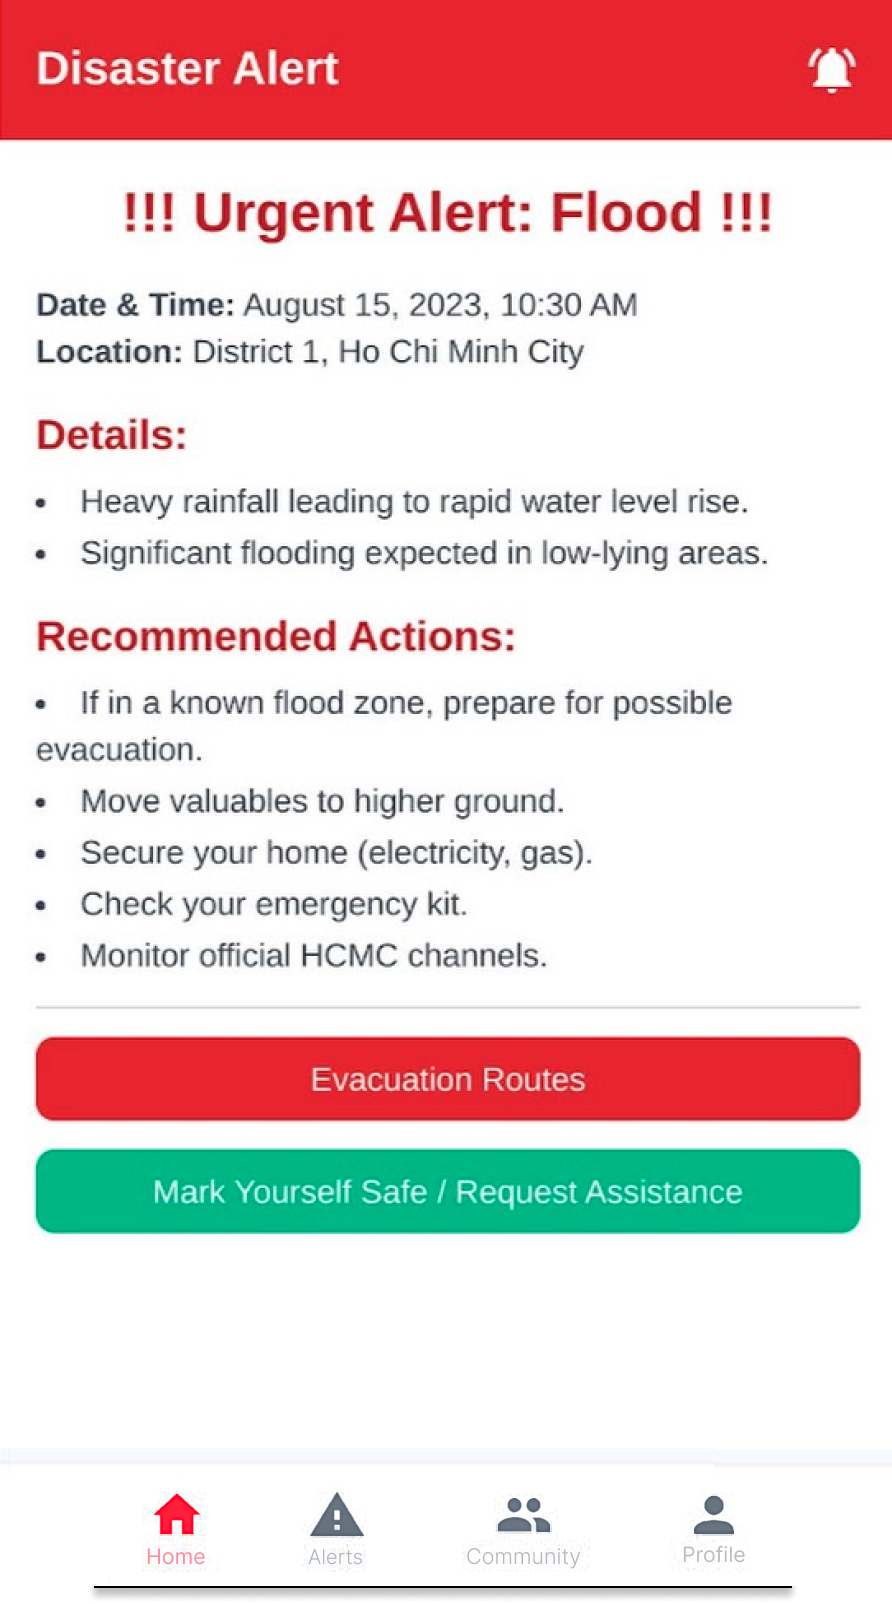 Disaster Alert
!!! Urgent Alert: Flood !!!
Date & Time: August 15, 2023, 10:30 AM
Location: District 1, Ho Chi Minh City
Details:
• Heavy rainfall leading to rapid water level rise.
• Significant flooding expected in low-lying areas.
Recommended Actions:
• If in a known flood zone, prepare for possible
evacuation.
• Move valuables to higher ground.
• Secure your home (electricity, gas).
• Check your emergency kit.
• Monitor official HCMC channels.
Evacuation Routes
Mark Yourself Safe / Request Assistance
Home Alerts Community Profile